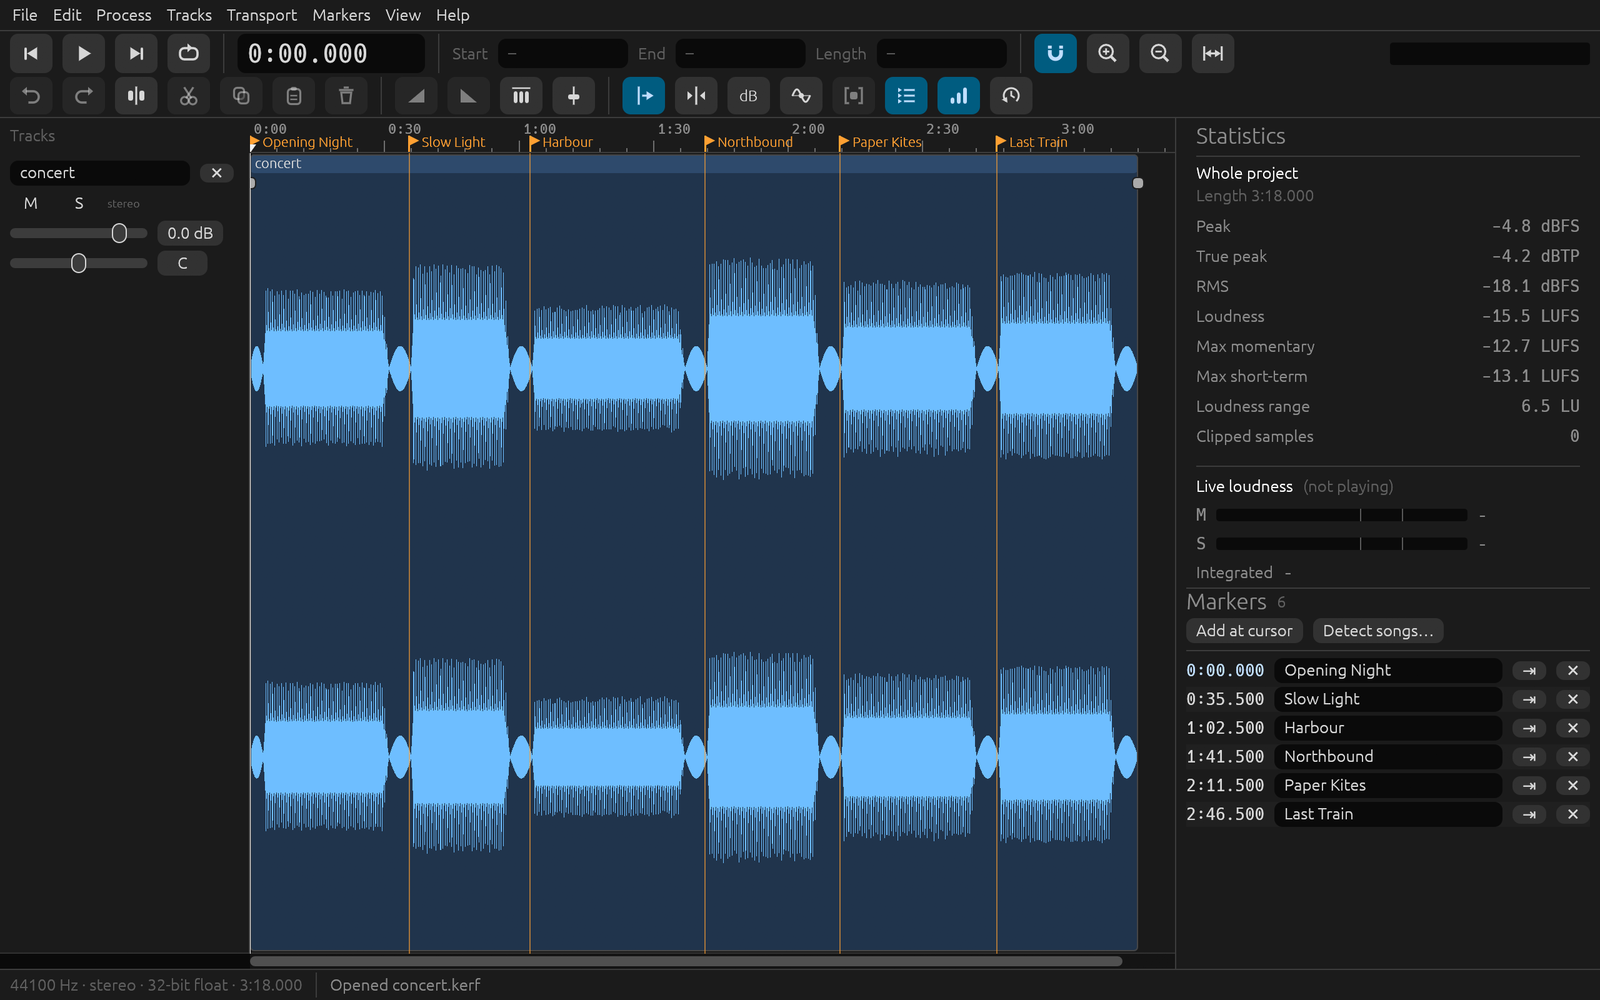 File Edit Process Tracks Transport Markers View Help
0:00.000 Start – End – Length –
dB
Tracks
concert
M S stereo
0.0 dB
C
0:00 0:30 1:00 1:30 2:00 2:30 3:00
Opening Night Slow Light Harbour Northbound Paper Kites Last Train
concert
Statistics
Whole project
Length 3:18.000
Peak −4.8 dBFS
True peak −4.2 dBTP
RMS −18.1 dBFS
Loudness −15.5 LUFS
Max momentary −12.7 LUFS
Max short-term −13.1 LUFS
Loudness range 6.5 LU
Clipped samples 0
Live loudness (not playing)
M -
S -
Integrated -
Markers 6
Add at cursor Detect songs…
0:00.000 Opening Night
0:35.500 Slow Light
1:02.500 Harbour
1:41.500 Northbound
2:11.500 Paper Kites
2:46.500 Last Train
44100 Hz · stereo · 32-bit float · 3:18.000 Opened concert.kerf